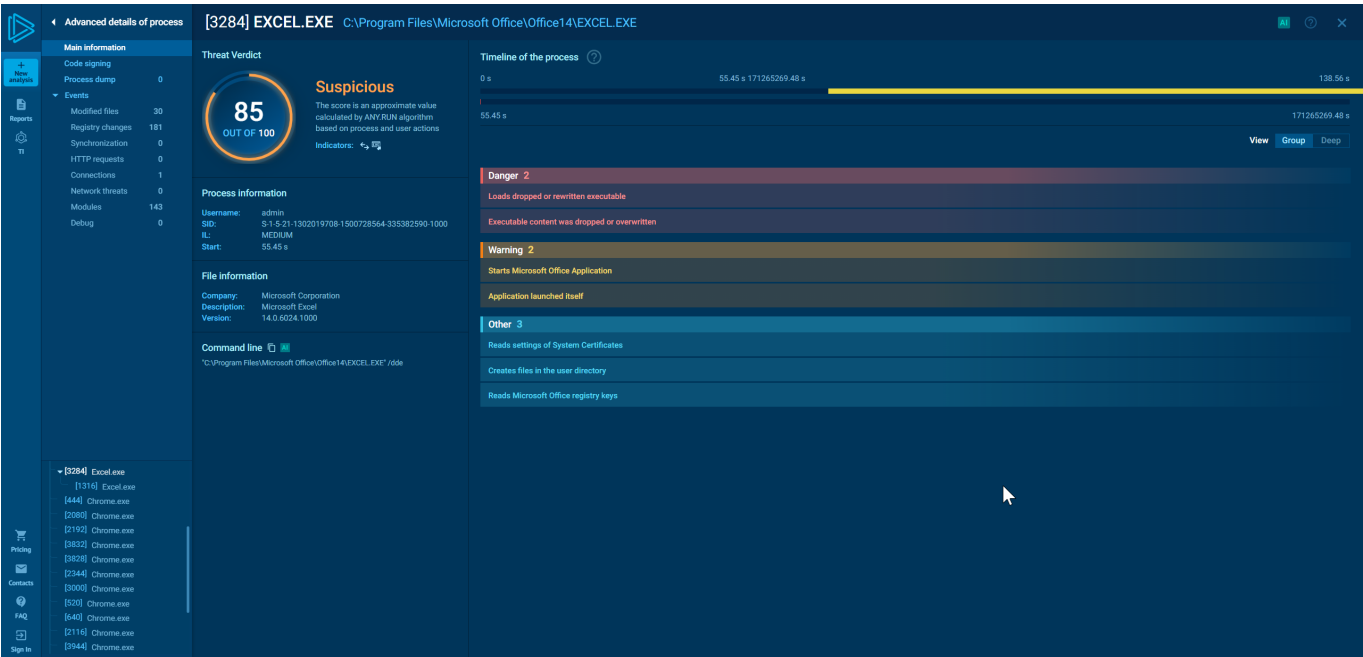 Advanced details of process
[3284] EXCEL.EXE C:\Program Files\Microsoft Office\Office14\EXCEL.EXE
AI
New analysis
Reports
TI
Pricing
Contacts
FAQ
Sign In
Main information
Code signing
Process dump 0
Events
Modified files 30
Registry changes 181
Synchronization 0
HTTP requests 0
Connections 1
Network threats 0
Modules 143
Debug 0
[3284] Excel.exe
[1316] Excel.exe
[444] Chrome.exe
[2080] Chrome.exe
[2192] Chrome.exe
[3832] Chrome.exe
[3828] Chrome.exe
[2344] Chrome.exe
[3000] Chrome.exe
[520] Chrome.exe
[640] Chrome.exe
[2116] Chrome.exe
[3944] Chrome.exe
Threat Verdict
85
OUT OF 100
Suspicious
The score is an approximate value
calculated by ANY.RUN algorithm
based on process and user actions
Indicators:
Process information
Username: admin
SID: S-1-5-21-1302019708-1500728564-335382590-1000
IL: MEDIUM
Start: 55.45 s
File information
Company: Microsoft Corporation
Description: Microsoft Excel
Version: 14.0.6024.1000
Command line AI
"C:\Program Files\Microsoft Office\Office14\EXCEL.EXE" /dde
Timeline of the process ?
0 s 55.45 s 171265269.48 s 138.56 s
55.45 s 171265269.48 s
View Group Deep
Danger 2
Loads dropped or rewritten executable
Executable content was dropped or overwritten
Warning 2
Starts Microsoft Office Application
Application launched itself
Other 3
Reads settings of System Certificates
Creates files in the user directory
Reads Microsoft Office registry keys